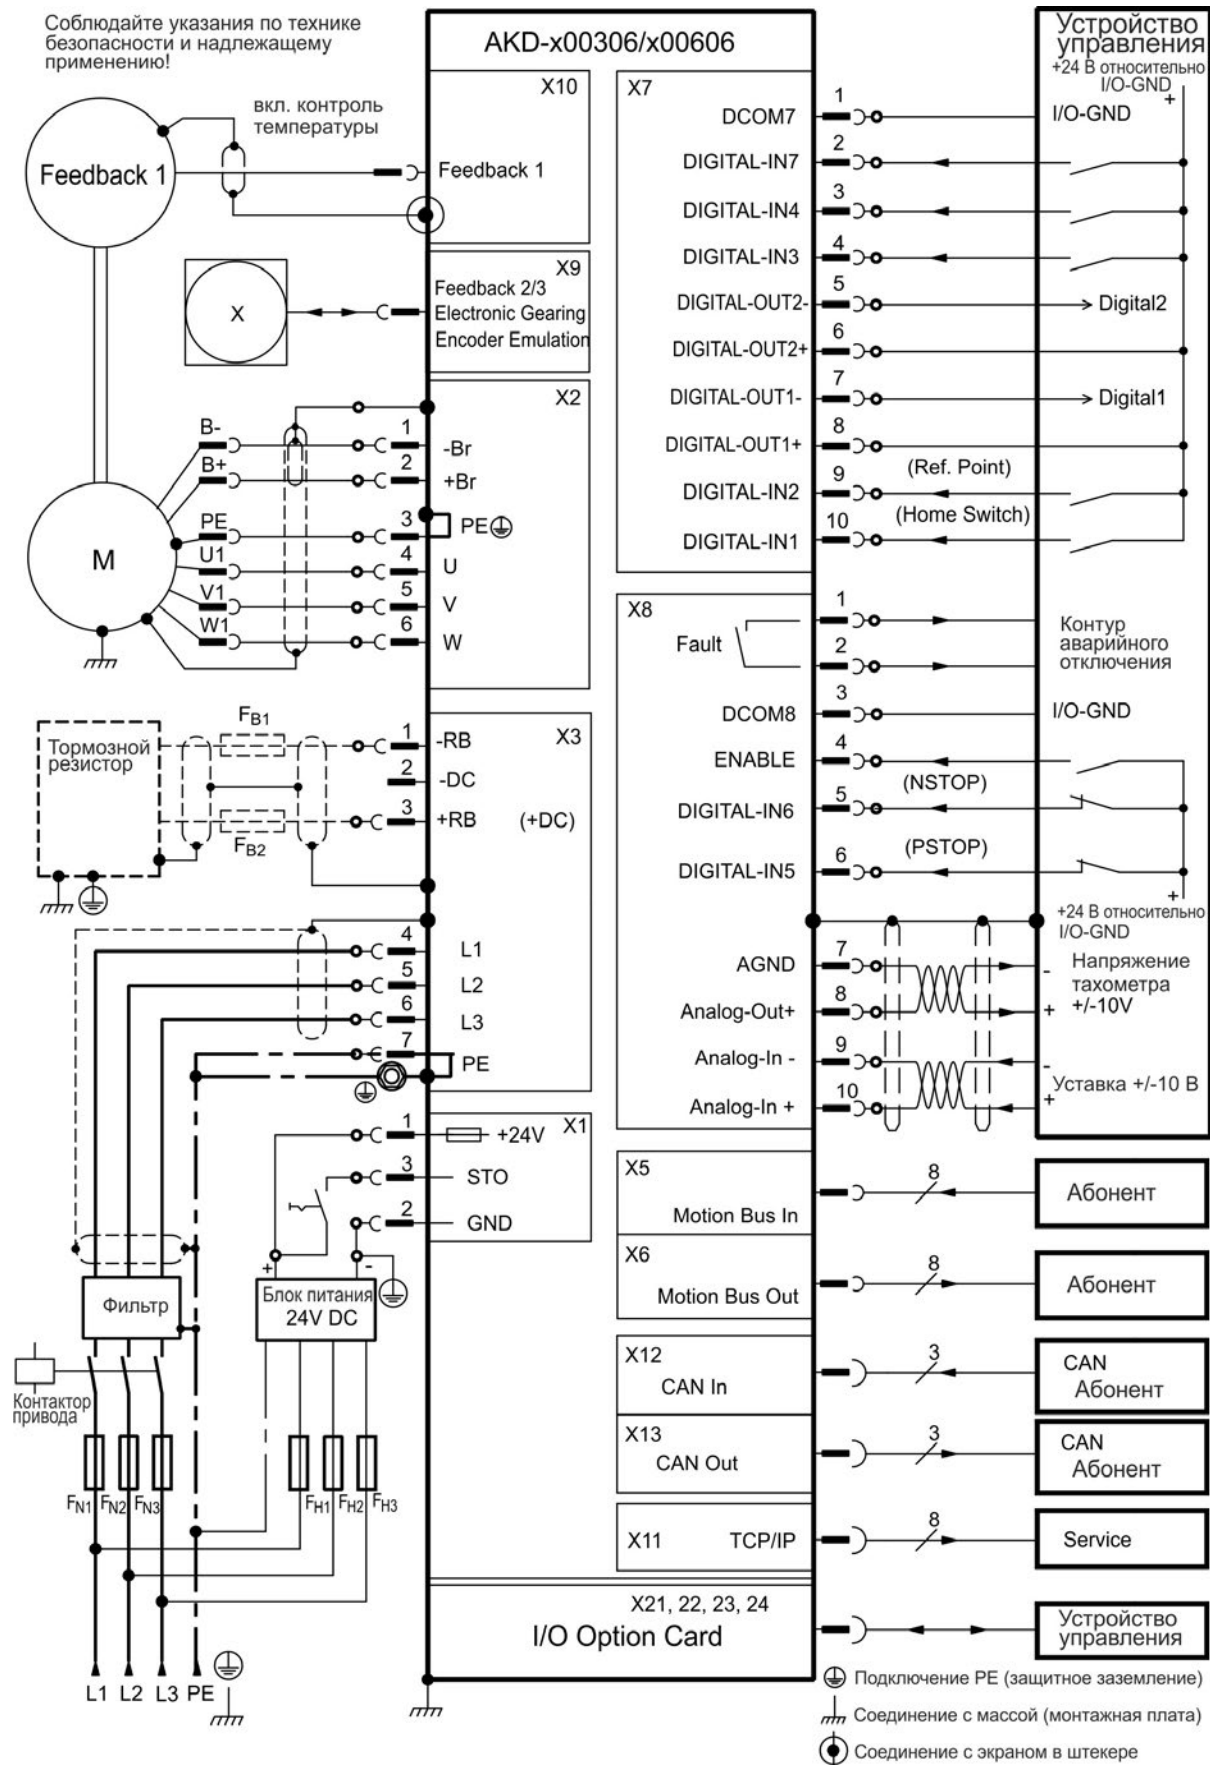 Соблюдайте указания по технике
безопасности и надлежащему
применению!
AKD-x00306/x00606
Устройство
управления
+24 В относительно
I/O-GND
+
X10
вкл. контроль
температуры
Feedback 1
Feedback 1
X9
Feedback 2/3
Electronic Gearing
Encoder Emulation
X
X2
B-
1
-Br
B+
2
+Br
PE
3
PE
U1
4
U
V1
5
V
W1
6
W
M
X3
Тормозной
резистор
FB1
FB2
1
-RB
2
-DC
3
+RB
(+DC)
4
L1
5
L2
6
L3
7
PE
X1
1
+24V
3
STO
2
GND
+
-
Фильтр
Блок питания
24V DC
Контактор
привода
FN1
FN2
FN3
FH1
FH2
FH3
L1
L2
L3
PE
X7
DCOM7
1
I/O-GND
DIGITAL-IN7
2
DIGITAL-IN4
3
DIGITAL-IN3
4
DIGITAL-OUT2-
5
Digital2
DIGITAL-OUT2+
6
DIGITAL-OUT1-
7
Digital1
DIGITAL-OUT1+
8
DIGITAL-IN2
9
(Ref. Point)
DIGITAL-IN1
10
(Home Switch)
X8
Fault
1
2
Контур
аварийного
отключения
DCOM8
3
I/O-GND
ENABLE
4
DIGITAL-IN6
5
(NSTOP)
DIGITAL-IN5
6
(PSTOP)
+
+24 В относительно
I/O-GND
AGND
7
-
Напряжение
тахометра
+/-10V
Analog-Out+
8
+
Analog-In -
9
-
Уставка +/-10 В
Analog-In +
10
+
X5
Motion Bus In
8
Абонент
X6
Motion Bus Out
8
Абонент
X12
CAN In
3
CAN
Абонент
X13
CAN Out
3
CAN
Абонент
X11
TCP/IP
8
Service
X21, 22, 23, 24
I/O Option Card
Устройство
управления
Подключение PE (защитное заземление)
Соединение с массой (монтажная плата)
Соединение с экраном в штекере